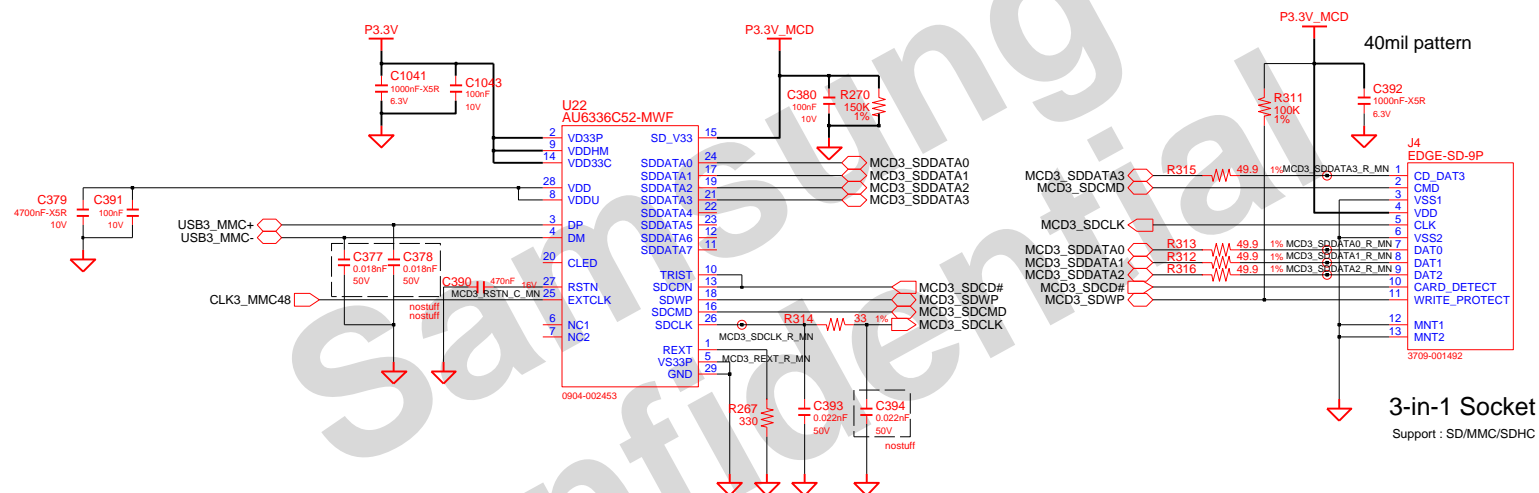 P3.3V
C1041
1000nF-X5R
6.3V
C1043
100nF
10V
P3.3V_MCD
C380
100nF
10V
R270
150K
1%
P3.3V_MCD
40mil pattern
R311
100K
1%
C392
1000nF-X5R
6.3V
U22
AU6336C52-MWF
2 VD33P
9 VDDHM
14 VDD33C
28 VDD
8 VDDU
3 DP
4 DM
20 CLED
27 RSTN
25 EXTCLK
6 NC1
7 NC2
SD_V33 15
SDDATA0 24
SDDATA1 17
SDDATA2 19
SDDATA3 21
SDDATA4 22
SDDATA5 23
SDDATA6 12
SDDATA7 11
TRIST 10
SDCDN 13
SDWP 18
SDCMD 16
SDCLK 26
REXT 1
VS33P 5
GND 29
0904-002453
C379
4700nF-X5R
10V
C391
100nF
10V
USB3_MMC+
USB3_MMC-
C377
0.018nF
50V
C378
0.018nF
50V
nostuff
nostuff
C390
470nF
16V
MCD3_RSTN_C_MN
CLK3_MMC48
MCD3_SDDATA0
MCD3_SDDATA1
MCD3_SDDATA2
MCD3_SDDATA3
MCD3_SDCD#
MCD3_SDWP
MCD3_SDCMD
MCD3_SDCLK
R314
33
1%
MCD3_SDCLK_R_MN
MCD3_REXT_R_MN
R267
330
C393
0.022nF
50V
C394
0.022nF
50V
nostuff
J4
EDGE-SD-9P
MCD3_SDDATA3 R315 49.9 1% MCD3_SDDATA3_R_MN
MCD3_SDCMD
MCD3_SDCLK
MCD3_SDDATA0 R313 49.9 1% MCD3_SDDATA0_R_MN
MCD3_SDDATA1 R312 49.9 1% MCD3_SDDATA1_R_MN
MCD3_SDDATA2 R316 49.9 1% MCD3_SDDATA2_R_MN
MCD3_SDCD#
MCD3_SDWP
1 CD_DAT3
2 CMD
3 VSS1
4 VDD
5 CLK
6 VSS2
7 DAT0
8 DAT1
9 DAT2
10 CARD_DETECT
11 WRITE_PROTECT
12 MNT1
13 MNT2
3709-001492
3-in-1 Socket
Support : SD/MMC/SDHC
Samsung
Confidential